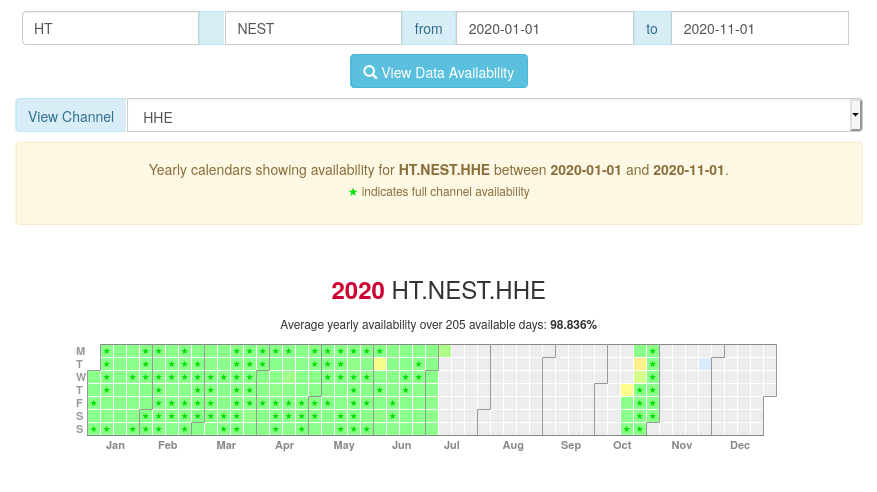 HT NEST from 2020-01-01 to 2020-11-01
View Data Availability
View Channel HHE
Yearly calendars showing availability for HT.NEST.HHE between 2020-01-01 and 2020-11-01.
★ indicates full channel availability
2020 HT.NEST.HHE
Average yearly availability over 205 available days: 98.836%
M
T
W
T
F
S
S
Jan Feb Mar Apr May Jun Jul Aug Sep Oct Nov Dec